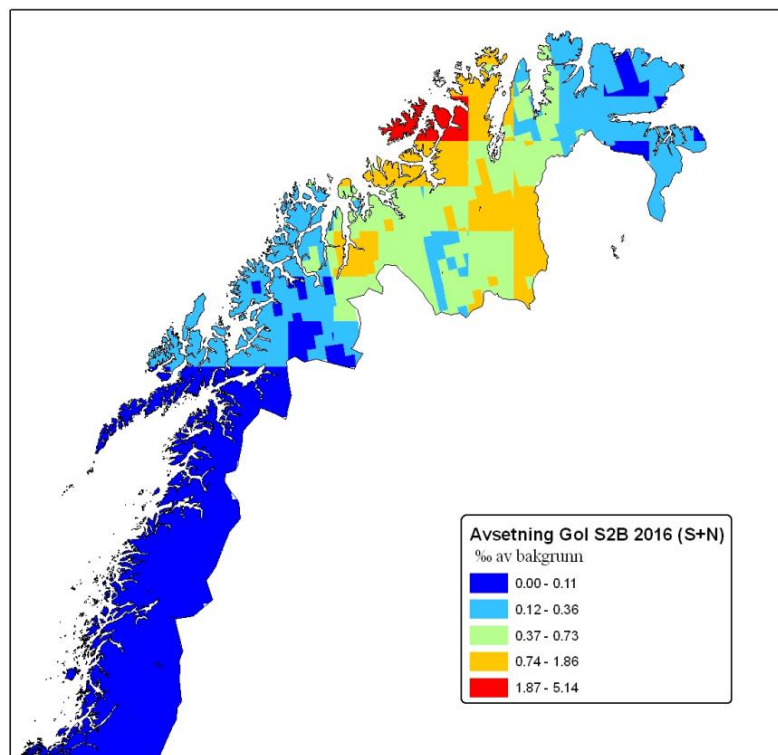 Avsetning Gol S2B 2016 (S+N)
‰ av bakgrunn
0.00 - 0.11
0.12 - 0.36
0.37 - 0.73
0.74 - 1.86
1.87 - 5.14